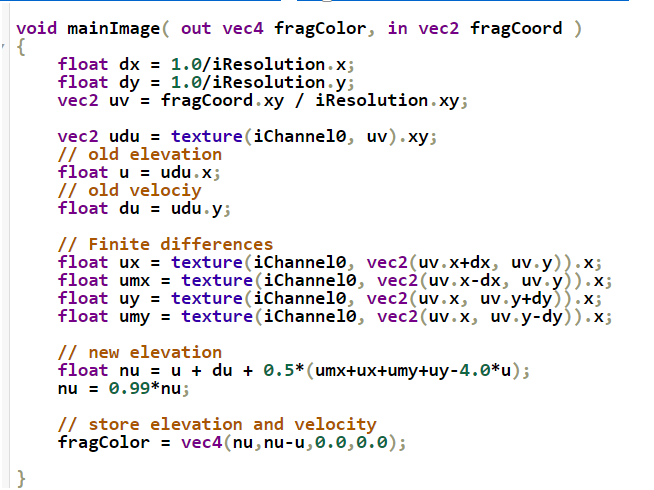 void mainImage( out vec4 fragColor, in vec2 fragCoord )
{
    float dx = 1.0/iResolution.x;
    float dy = 1.0/iResolution.y;
    vec2 uv = fragCoord.xy / iResolution.xy;

    vec2 udu = texture(iChannel0, uv).xy;
    // old elevation
    float u = udu.x;
    // old velociy
    float du = udu.y;

    // Finite differences
    float ux = texture(iChannel0, vec2(uv.x+dx, uv.y)).x;
    float umx = texture(iChannel0, vec2(uv.x-dx, uv.y)).x;
    float uy = texture(iChannel0, vec2(uv.x, uv.y+dy)).x;
    float umy = texture(iChannel0, vec2(uv.x, uv.y-dy)).x;

    // new elevation
    float nu = u + du + 0.5*(umx+ux+umy+uy-4.0*u);
    nu = 0.99*nu;

    // store elevation and velocity
    fragColor = vec4(nu,nu-u,0.0,0.0);

}